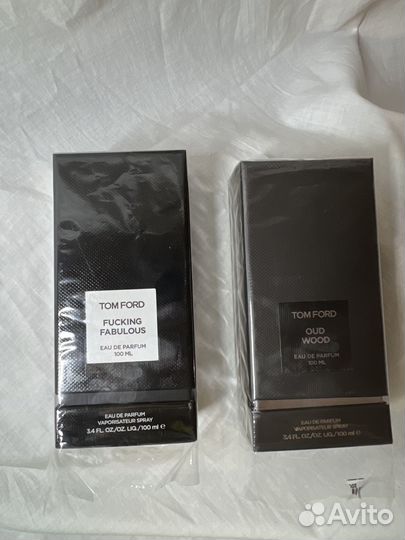 TOM FORD
FUCKING
FABULOUS
EAU DE PARFUM
100 ML
EAU DE PARFUM
VAPORISATEUR SPRAY
3.4 FL. OZ./OZ. LIQ./100 ml e
TOM FORD
OUD
WOOD
EAU DE PARFUM
100 ML
EAU DE PARFUM
VAPORISATEUR SPRAY
3.4 FL. OZ./OZ. LIQ./100 ml e
Avito